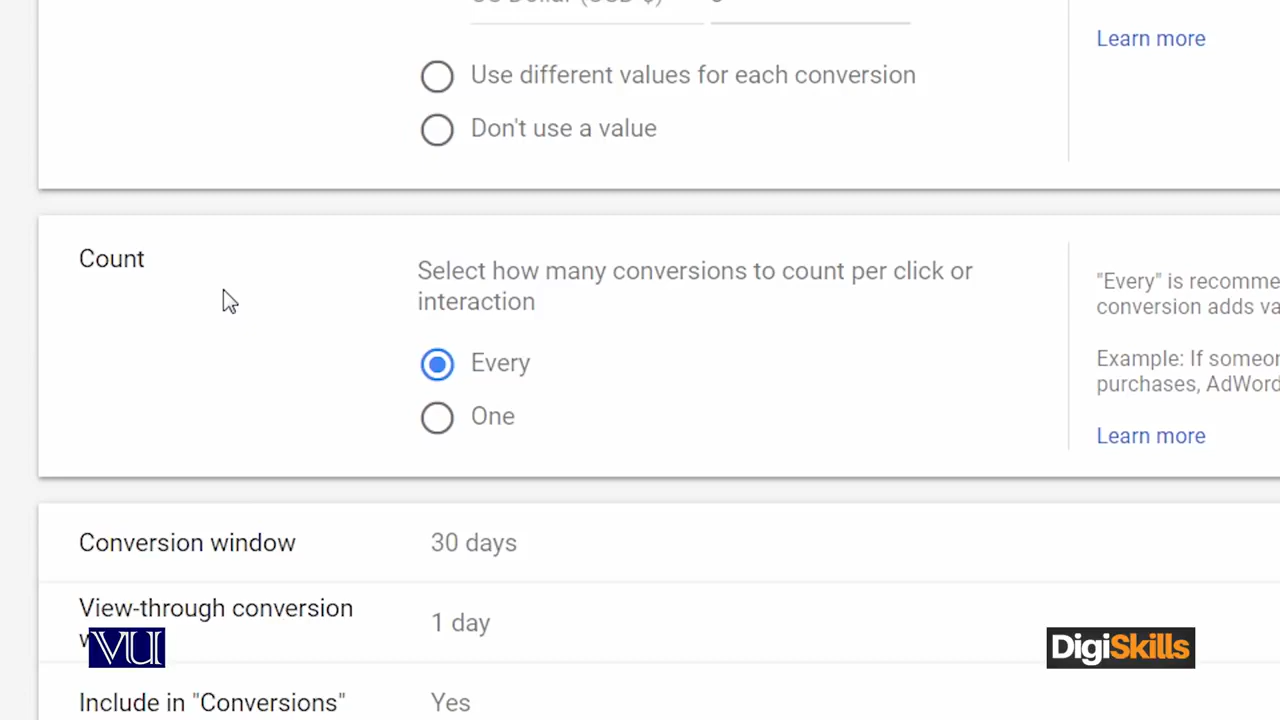 Learn more
Use different values for each conversion
Don't use a value
Count
Select how many conversions to count per click or
interaction
"Every" is recomme
conversion adds va
Every
Example: If someor
purchases, AdWord
One
Learn more
Conversion window
30 days
View-through conversion
1 day
VU
DigiSkills
Include in "Conversions"
Yes